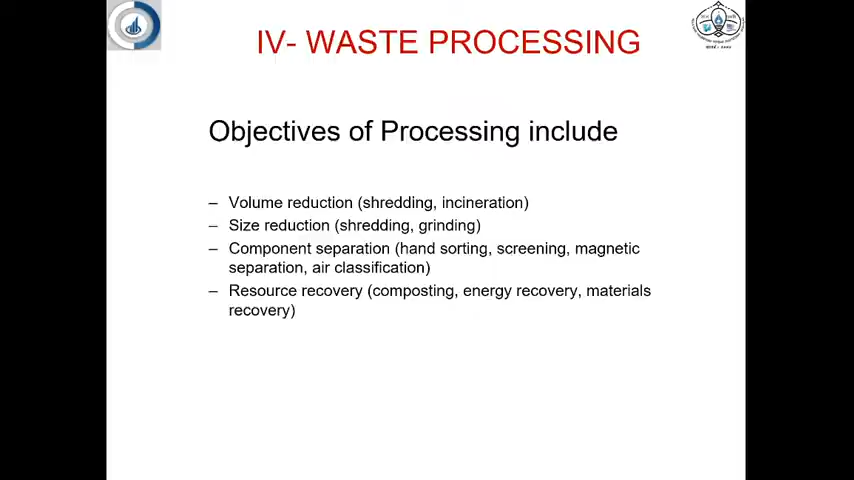 IV- WASTE PROCESSING
Objectives of Processing include
– Volume reduction (shredding, incineration)
– Size reduction (shredding, grinding)
– Component separation (hand sorting, screening, magnetic
separation, air classification)
– Resource recovery (composting, energy recovery, materials
recovery)